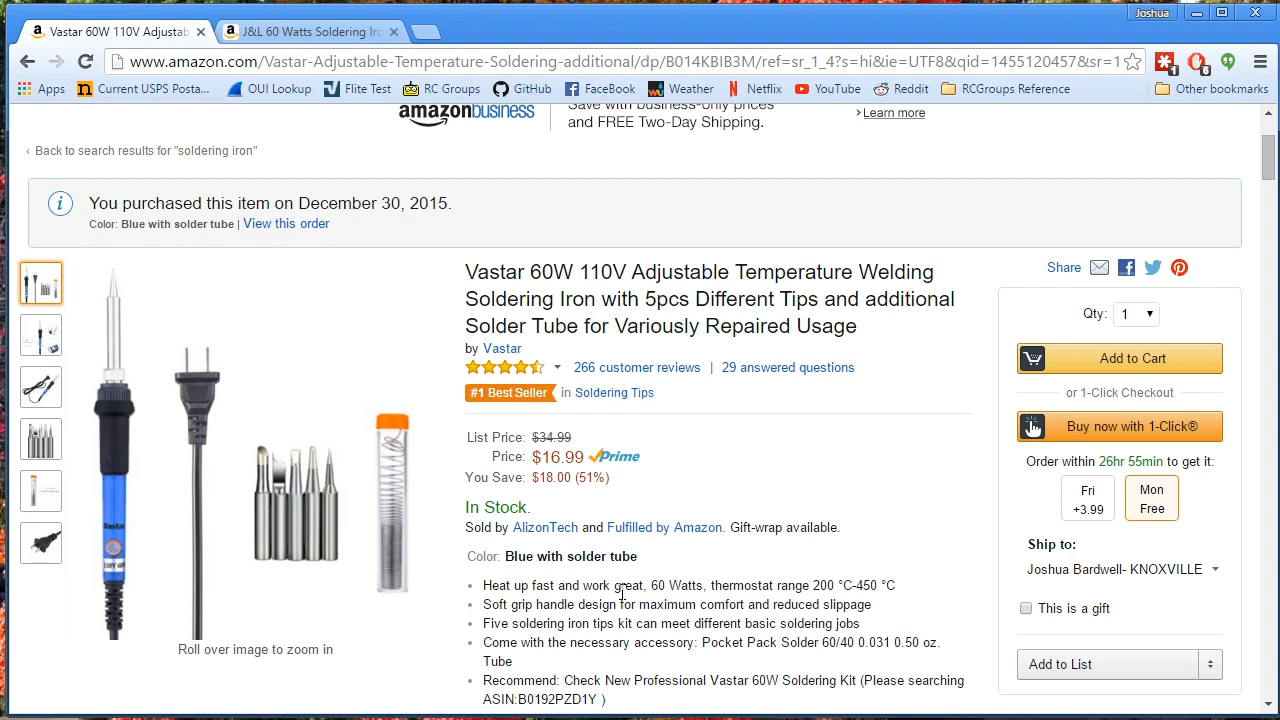 Joshua
Vastar 60W 110V Adjustab
J&L 60 Watts Soldering Iro
www.amazon.com/Vastar-Adjustable-Temperature-Soldering-additional/dp/B014KBIB3M/ref=sr_1_4?s=hi&ie=UTF8&qid=1455120457&sr=1
1
6
Apps
Current USPS Posta...
OUI Lookup
Flite Test
RC Groups
GitHub
FaceBook
Weather
Netflix
YouTube
Reddit
RCGroups Reference
Other bookmarks
amazonbusiness
Save with business-only prices
and FREE Two-Day Shipping.
› Learn more
‹ Back to search results for "soldering iron"
You purchased this item on December 30, 2015.
Color: Blue with solder tube | View this order
Vastar 60W 110V Adjustable Temperature Welding
Soldering Iron with 5pcs Different Tips and additional
Solder Tube for Variously Repaired Usage
by Vastar
266 customer reviews | 29 answered questions
#1 Best Seller in Soldering Tips
List Price: $34.99
Price: $16.99 Prime
You Save: $18.00 (51%)
In Stock.
Sold by AlizonTech and Fulfilled by Amazon. Gift-wrap available.
Color: Blue with solder tube
• Heat up fast and work great, 60 Watts, thermostat range 200 °C-450 °C
• Soft grip handle design for maximum comfort and reduced slippage
• Five soldering iron tips kit can meet different basic soldering jobs
• Come with the necessary accessory: Pocket Pack Solder 60/40 0.031 0.50 oz.
Tube
• Recommend: Check New Professional Vastar 60W Soldering Kit (Please searching
ASIN:B0192PZD1Y )
Vastar
110V 60W
Roll over image to zoom in
Share
Qty: 1
Add to Cart
or 1-Click Checkout
Buy now with 1-Click®
Order within 26hr 55min to get it:
Fri
+3.99
Mon
Free
Ship to:
Joshua Bardwell- KNOXVILLE
This is a gift
Add to List